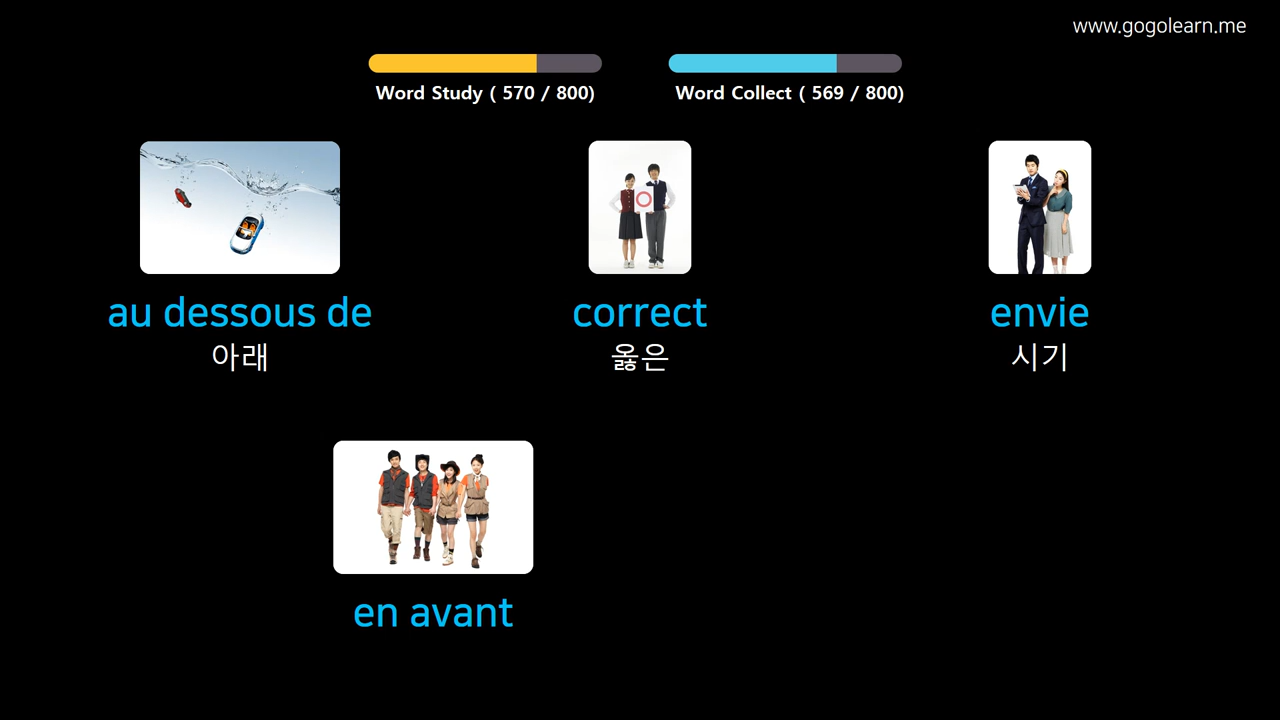 www.gogolearn.me
Word Study ( 570 / 800)
Word Collect ( 569 / 800)
au dessous de
아래
correct
옳은
envie
시기
en avant